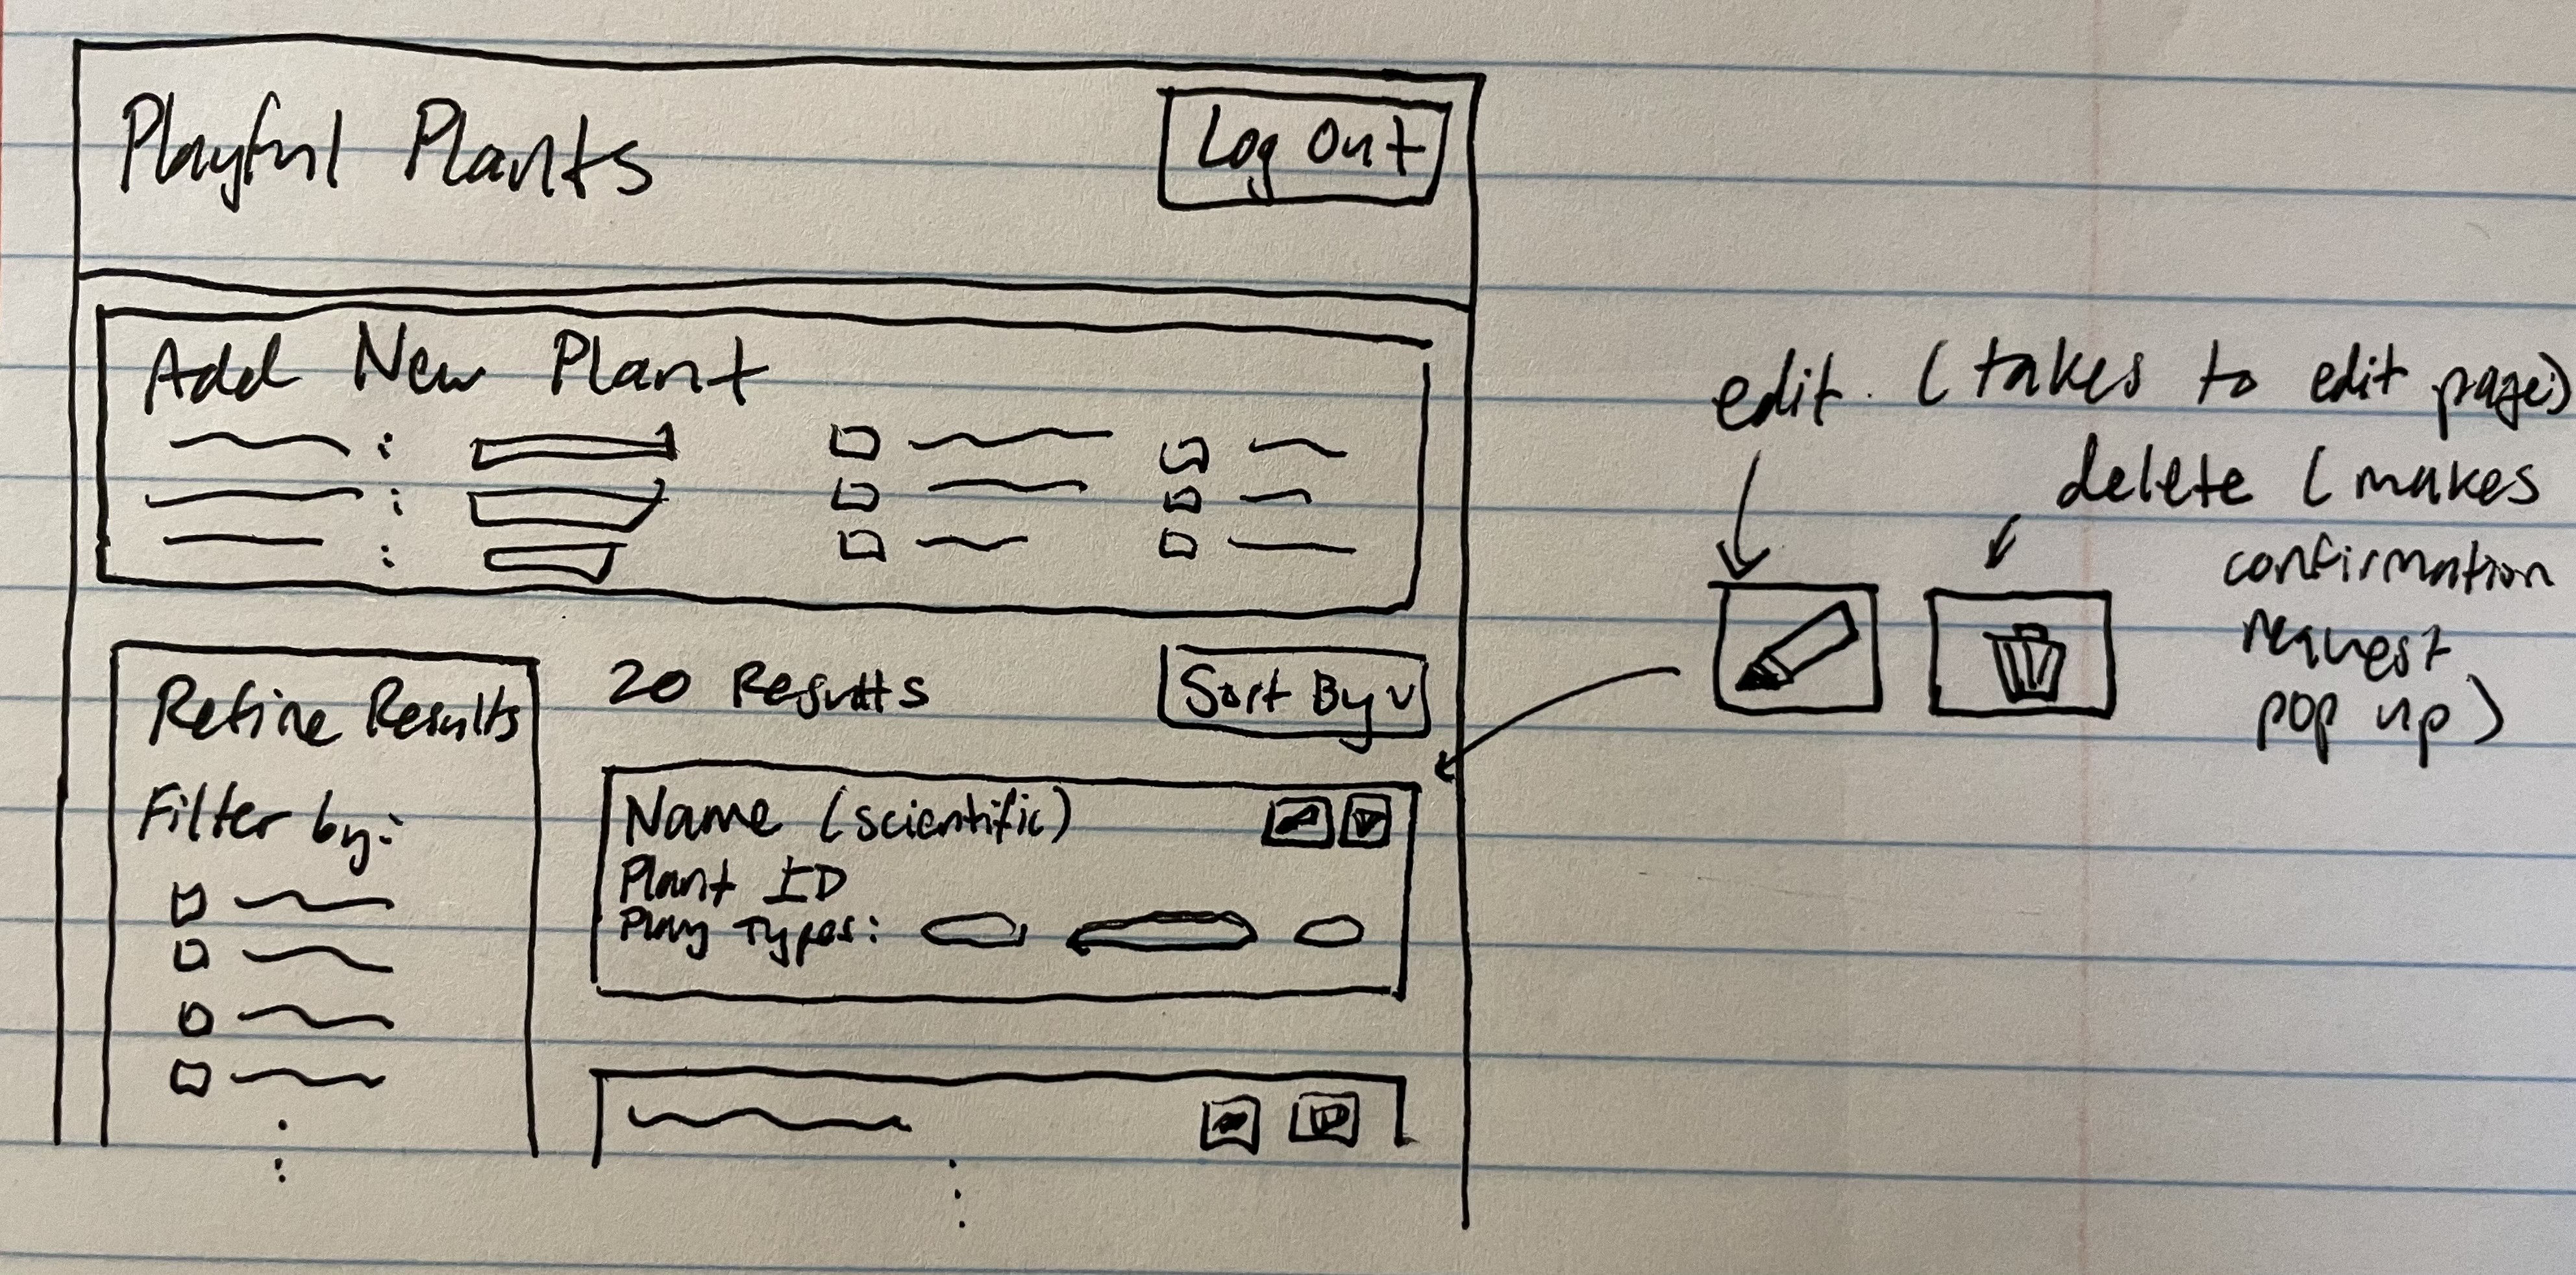 Playful Plants
Log Out
Add New Plant
Refine Results
Filter by:
20 Results
Sort By
Name (scientific)
Plant ID
Play Types:
edit. (takes to edit page)
delete (makes
confirmation
request
pop up)